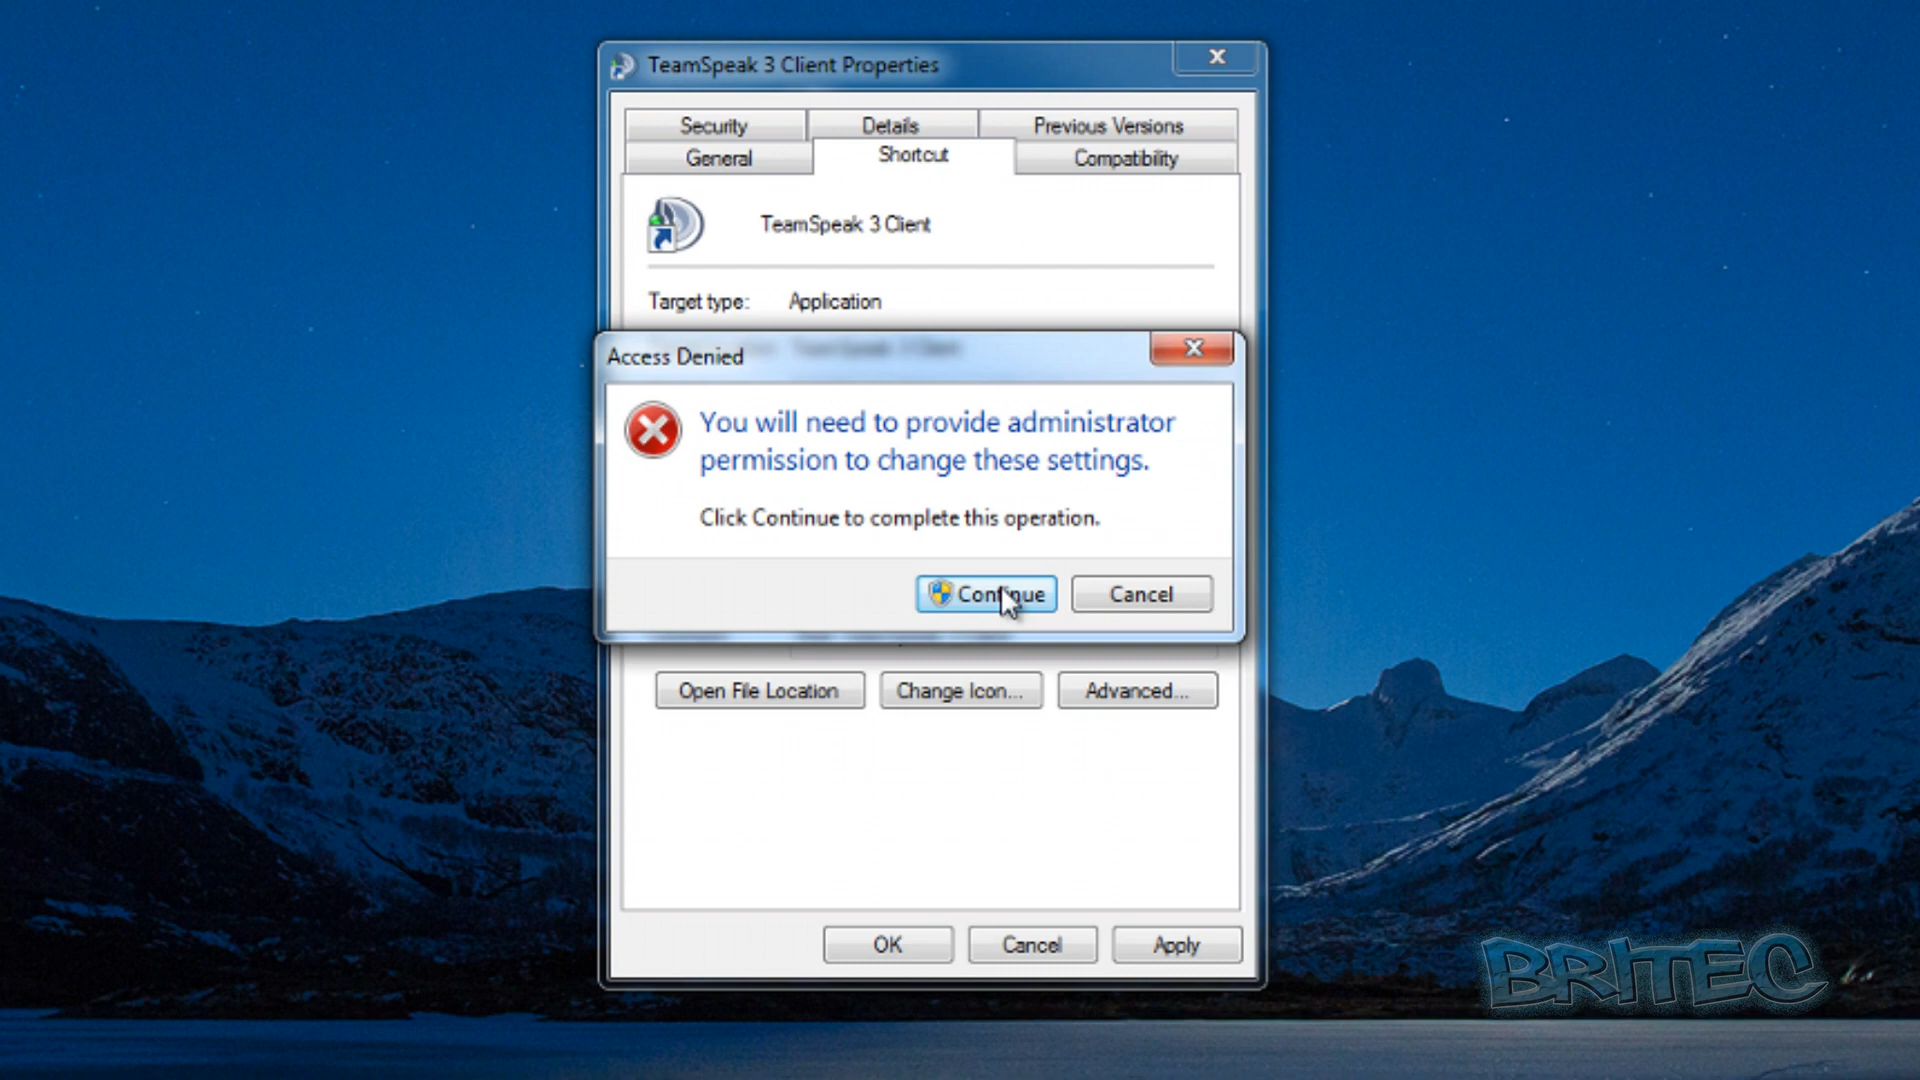 TeamSpeak 3 Client Properties
Security Details Previous Versions
General Shortcut Compatibility
TeamSpeak 3 Client
Target type: Application
Access Denied
You will need to provide administrator
permission to change these settings.
Click Continue to complete this operation.
Continue Cancel
Open File Location Change Icon... Advanced...
OK Cancel Apply
BRITEC